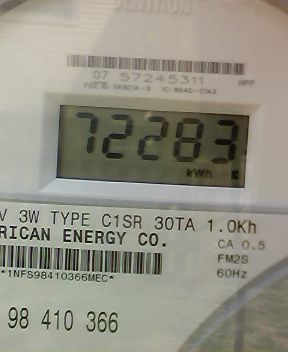 CENTRON
07 57245311
72283
kWh
V 3W TYPE C1SR 30TA 1.0Kh
RICAN ENERGY CO.
CA 0.5
FM2S
60Hz
*1NFS98410366MEC*
98 410 366